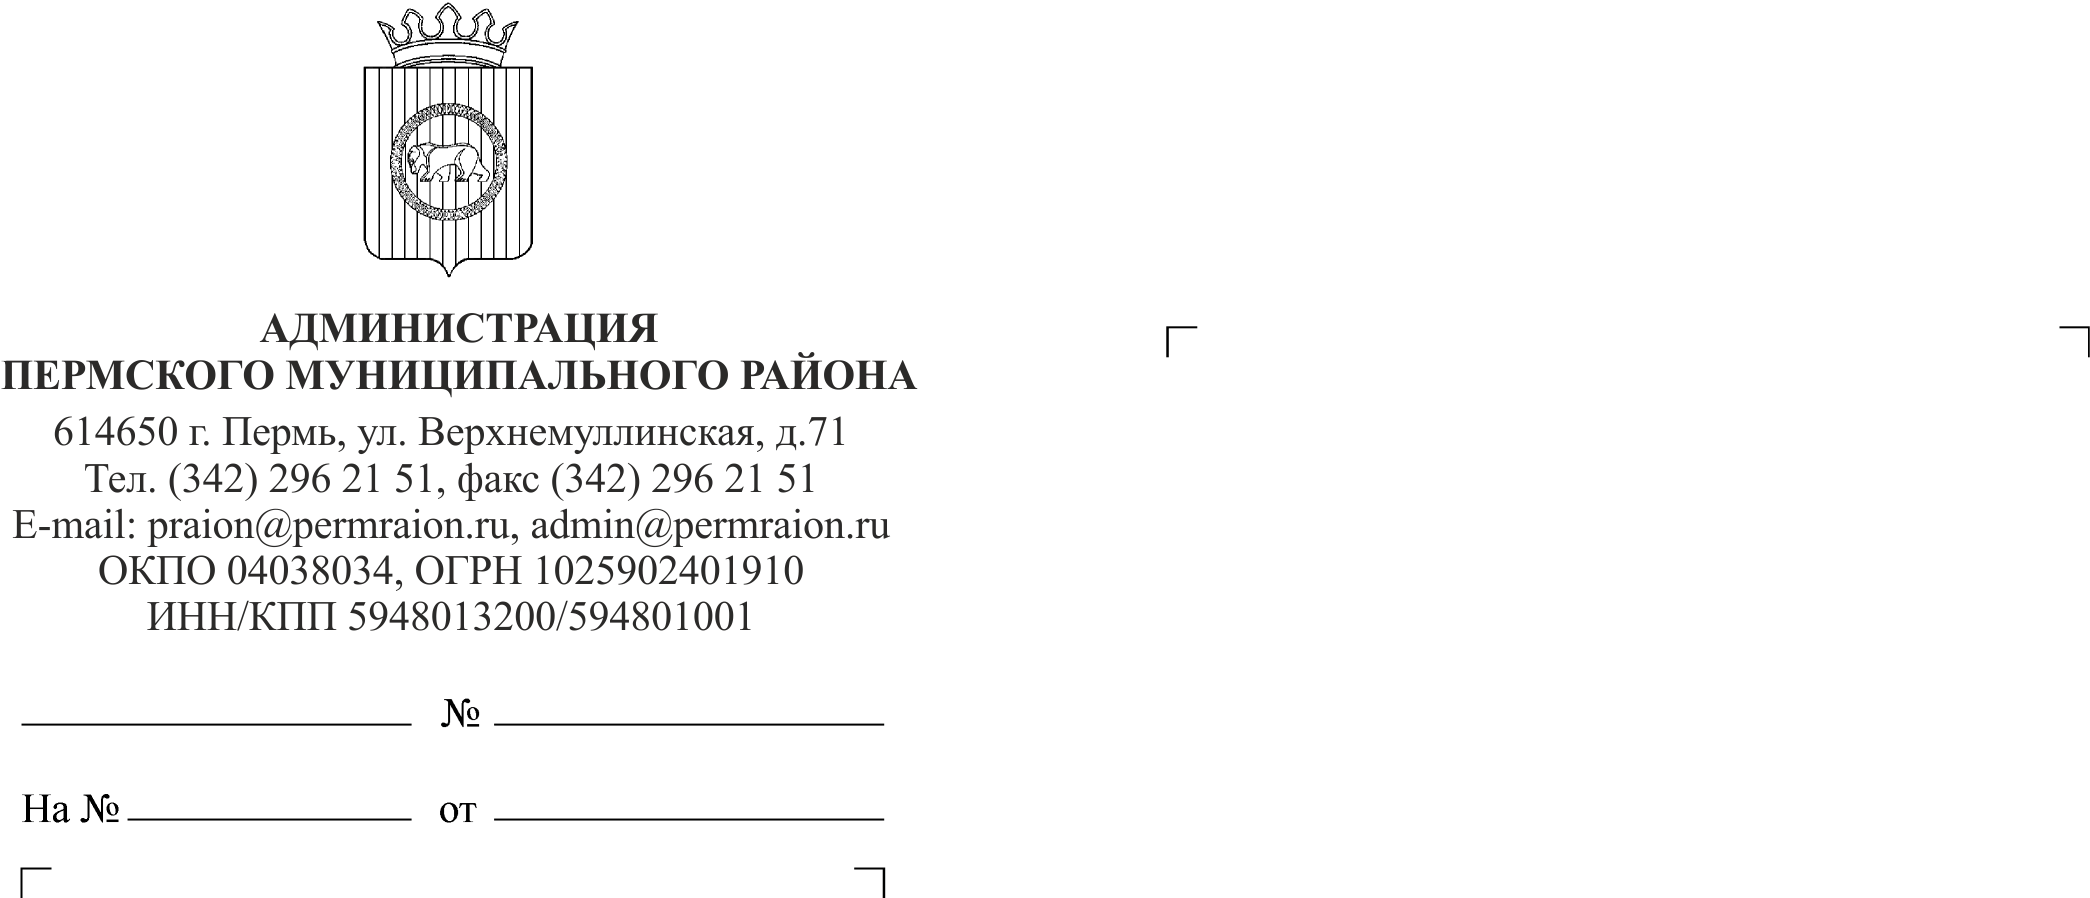 АДМИНИСТРАЦИЯ
ПЕРМСКОГО МУНИЦИПАЛЬНОГО РАЙОНА
614650 г. Пермь, ул. Верхнемуллинская, д.71
Тел. (342) 296 21 51, факс (342) 296 21 51
E-mail: praion@permraion.ru, admin@permraion.ru
ОКПО 04038034, ОГРН 1025902401910
ИНН/КПП 5948013200/594801001
№
На № от